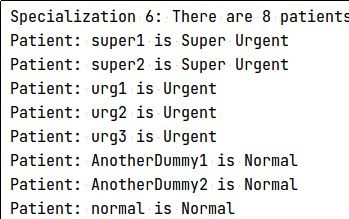 Specialization 6: There are 8 patients
Patient: super1 is Super Urgent
Patient: super2 is Super Urgent
Patient: urg1 is Urgent
Patient: urg2 is Urgent
Patient: urg3 is Urgent
Patient: AnotherDummy1 is Normal
Patient: AnotherDummy2 is Normal
Patient: normal is Normal